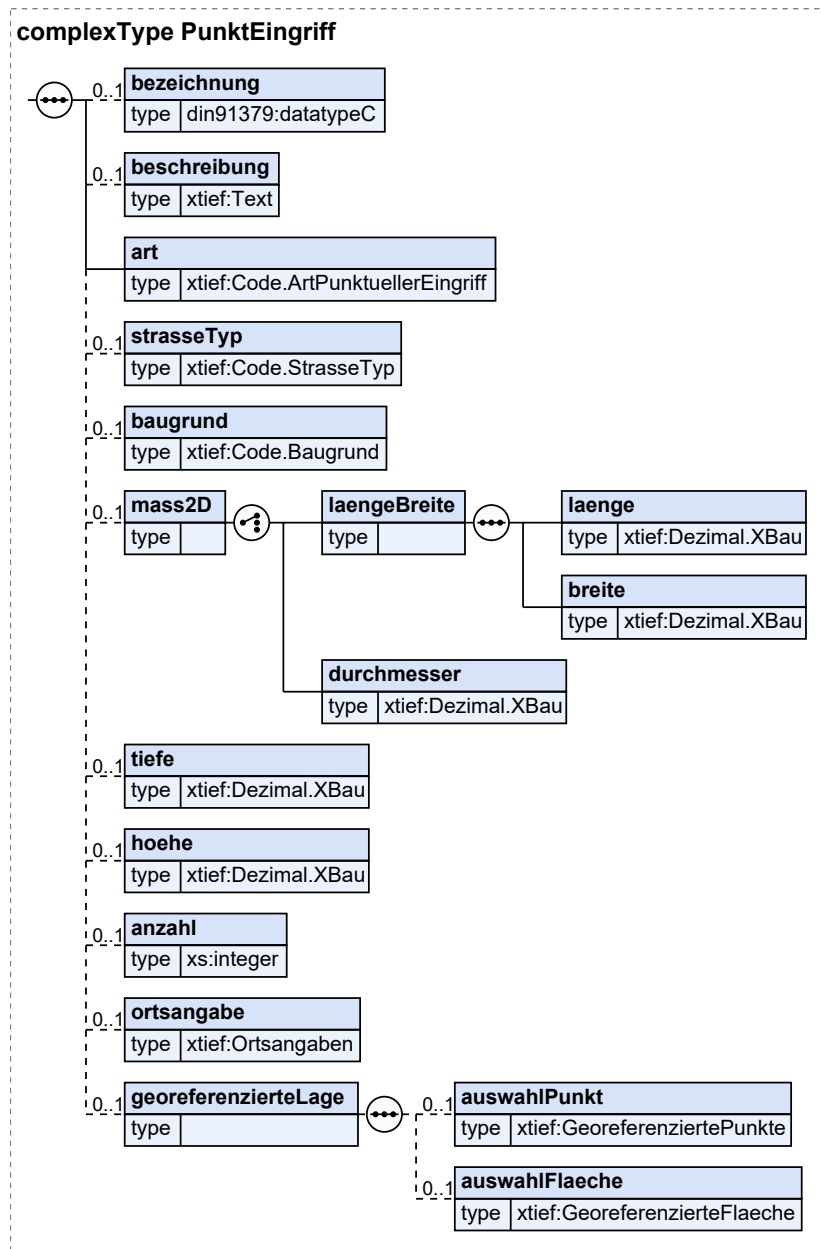 complexType PunktEingriff
0..1 bezeichnung
type din91379:datatypeC
0..1 beschreibung
type xtief:Text
art
type xtief:Code.ArtPunktuellerEingriff
0..1 strasseTyp
type xtief:Code.StrasseTyp
0..1 baugrund
type xtief:Code.Baugrund
0..1 mass2D laengeBreite laenge
type type type xtief:Dezimal.XBau
breite
type xtief:Dezimal.XBau
durchmesser
type xtief:Dezimal.XBau
0..1 tiefe
type xtief:Dezimal.XBau
0..1 hoehe
type xtief:Dezimal.XBau
0..1 anzahl
type xs:integer
0..1 ortsangabe
type xtief:Ortsangaben
0..1 georeferenzierteLage 0..1 auswahlPunkt
type type xtief:GeoreferenziertePunkte
0..1 auswahlFlaeche
type xtief:GeoreferenzierteFlaeche